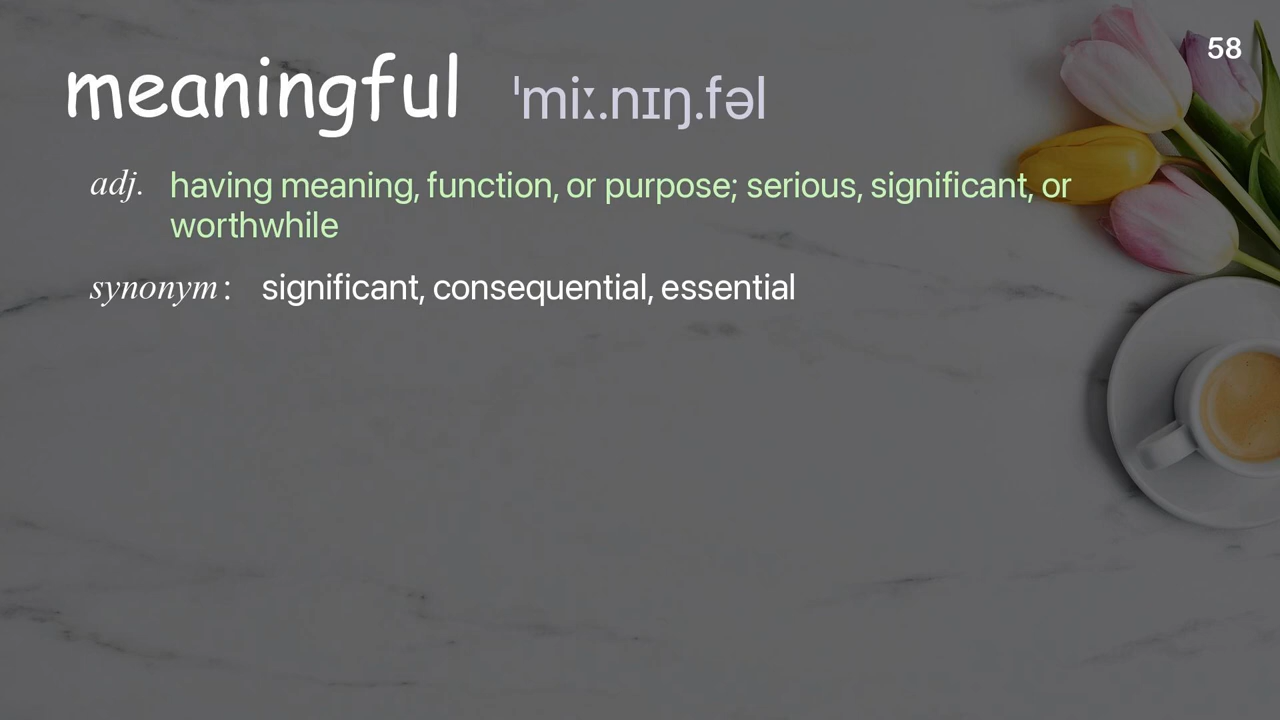 58
meaningful ˈmiː.nɪŋ.fəl
adj. having meaning, function, or purpose; serious, significant, or
worthwhile
synonym: significant, consequential, essential